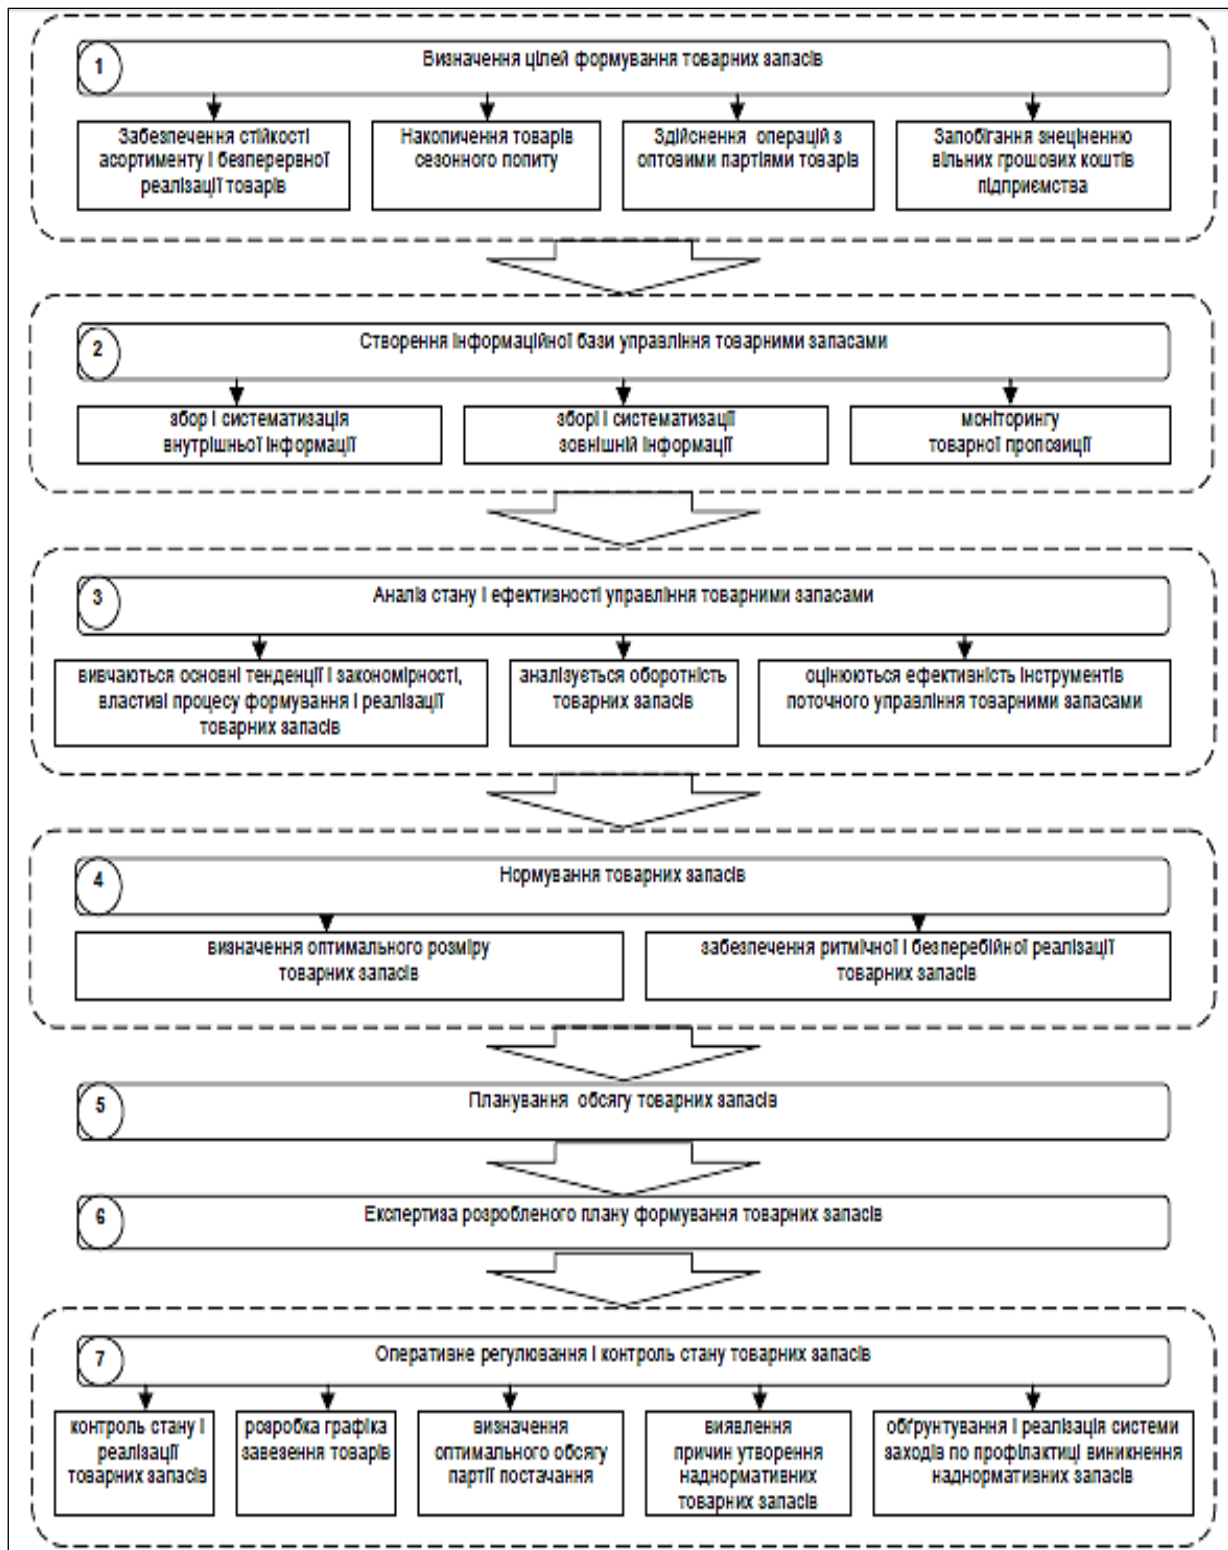 1
Визначення цілей формування товарних запасів
Забезпечення стійкості
асортименту і безперервної
реалізації товарів
Накопичення товарів
сезонного попиту
Здійснення операцій з
оптовими партіями товарів
Запобігання знеціненню
вільних грошових коштів
підприємства
2
Створення інформаційної бази управління товарними запасами
збор і систематизація
внутрішньої інформації
зборі і систематизації
зовнішній інформації
моніторингу
товарної пропозиції
3
Аналіз стану і ефективності управління товарними запасами
вивчаються основні тенденції і закономірності,
властиві процесу формування і реалізації
товарних запасів
аналізується оборотність
товарних запасів
оцінюються ефективність інструментів
поточного управління товарними запасами
4
Нормування товарних запасів
визначення оптимального розміру
товарних запасів
забезпечення ритмічної і безперебійної реалізації
товарних запасів
5
Планування обсягу товарних запасів
6
Експертиза розробленого плану формування товарних запасів
7
Оперативне регулювання і контроль стану товарних запасів
контроль стану і
реалізації
товарних запасів
розробка графіка
завезення товарів
визначення
оптимального обсягу
партії постачання
виявлення
причин утворення
наднормативних
товарних запасів
обґрунтування і реалізація системи
заходів по профілактиці виникнення
наднормативних запасів